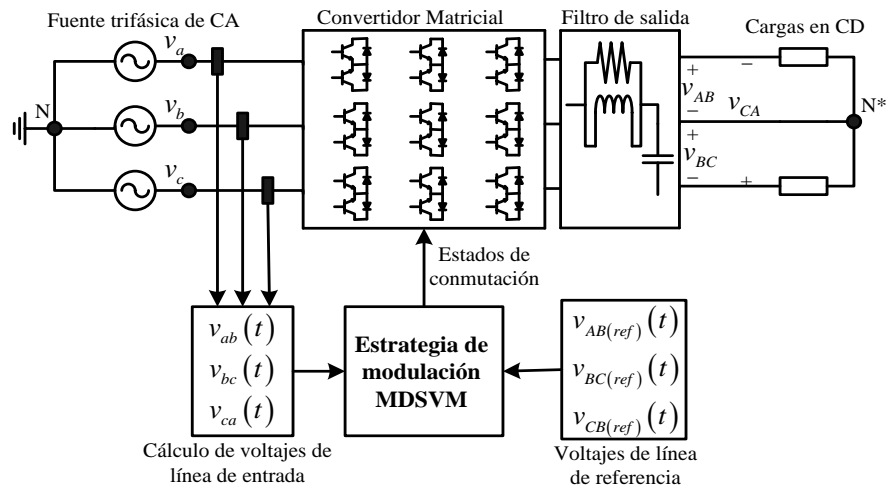 Fuente trifásica de CA
Convertidor Matricial
Filtro de salida
Cargas en CD
v_a
N
v_b
v_c
+
−
v_AB
−
v_CA
N*
+
v_BC
−
+
Estados de
conmutación
v_ab(t)
v_bc(t)
v_ca(t)
Estrategia de
modulación
MDSVM
v_AB(ref)(t)
v_BC(ref)(t)
v_CB(ref)(t)
Cálculo de voltajes de
línea de entrada
Voltajes de línea
de referencia